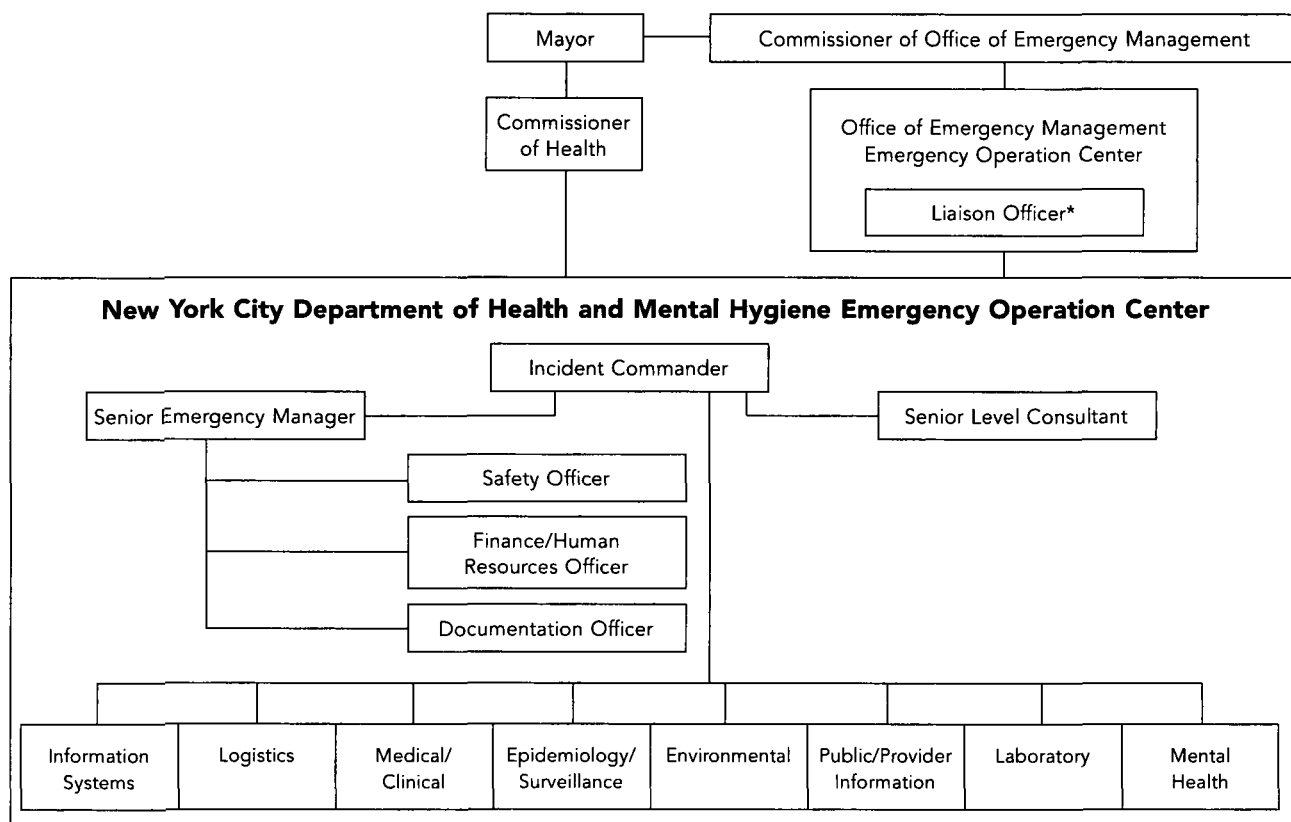 Mayor
Commissioner of Office of Emergency Management
Commissioner
of Health
Office of Emergency Management
Emergency Operation Center
Liaison Officer*
New York City Department of Health and Mental Hygiene Emergency Operation Center
Incident Commander
Senior Emergency Manager
Senior Level Consultant
Safety Officer
Finance/Human
Resources Officer
Documentation Officer
Information
Systems
Logistics
Medical/
Clinical
Epidemiology/
Surveillance
Environmental
Public/Provider
Information
Laboratory
Mental
Health